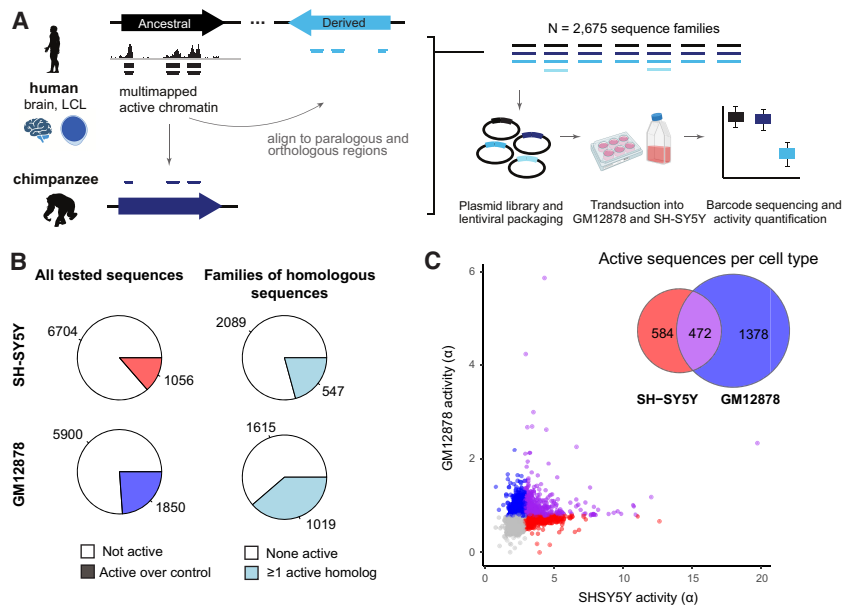 A
Ancestral
...
Derived
human
brain, LCL
multimapped
active chromatin
align to paralogous and
orthologous regions
chimpanzee
N = 2,675 sequence families
Plasmid library and
lentiviral packaging
Transduction into
GM12878 and SH-SY5Y
Barcode sequencing and
activity quantification
B
All tested sequences
Families of homologous
sequences
SH-SY5Y
6704
1056
2089
547
GM12878
5900
1850
1615
1019
Not active
Active over control
None active
≥1 active homolog
C
Active sequences per cell type
584
472
1378
SH−SY5Y
GM12878
GM12878 activity (α)
6
4
2
0
0
5
10
15
20
SHSY5Y activity (α)